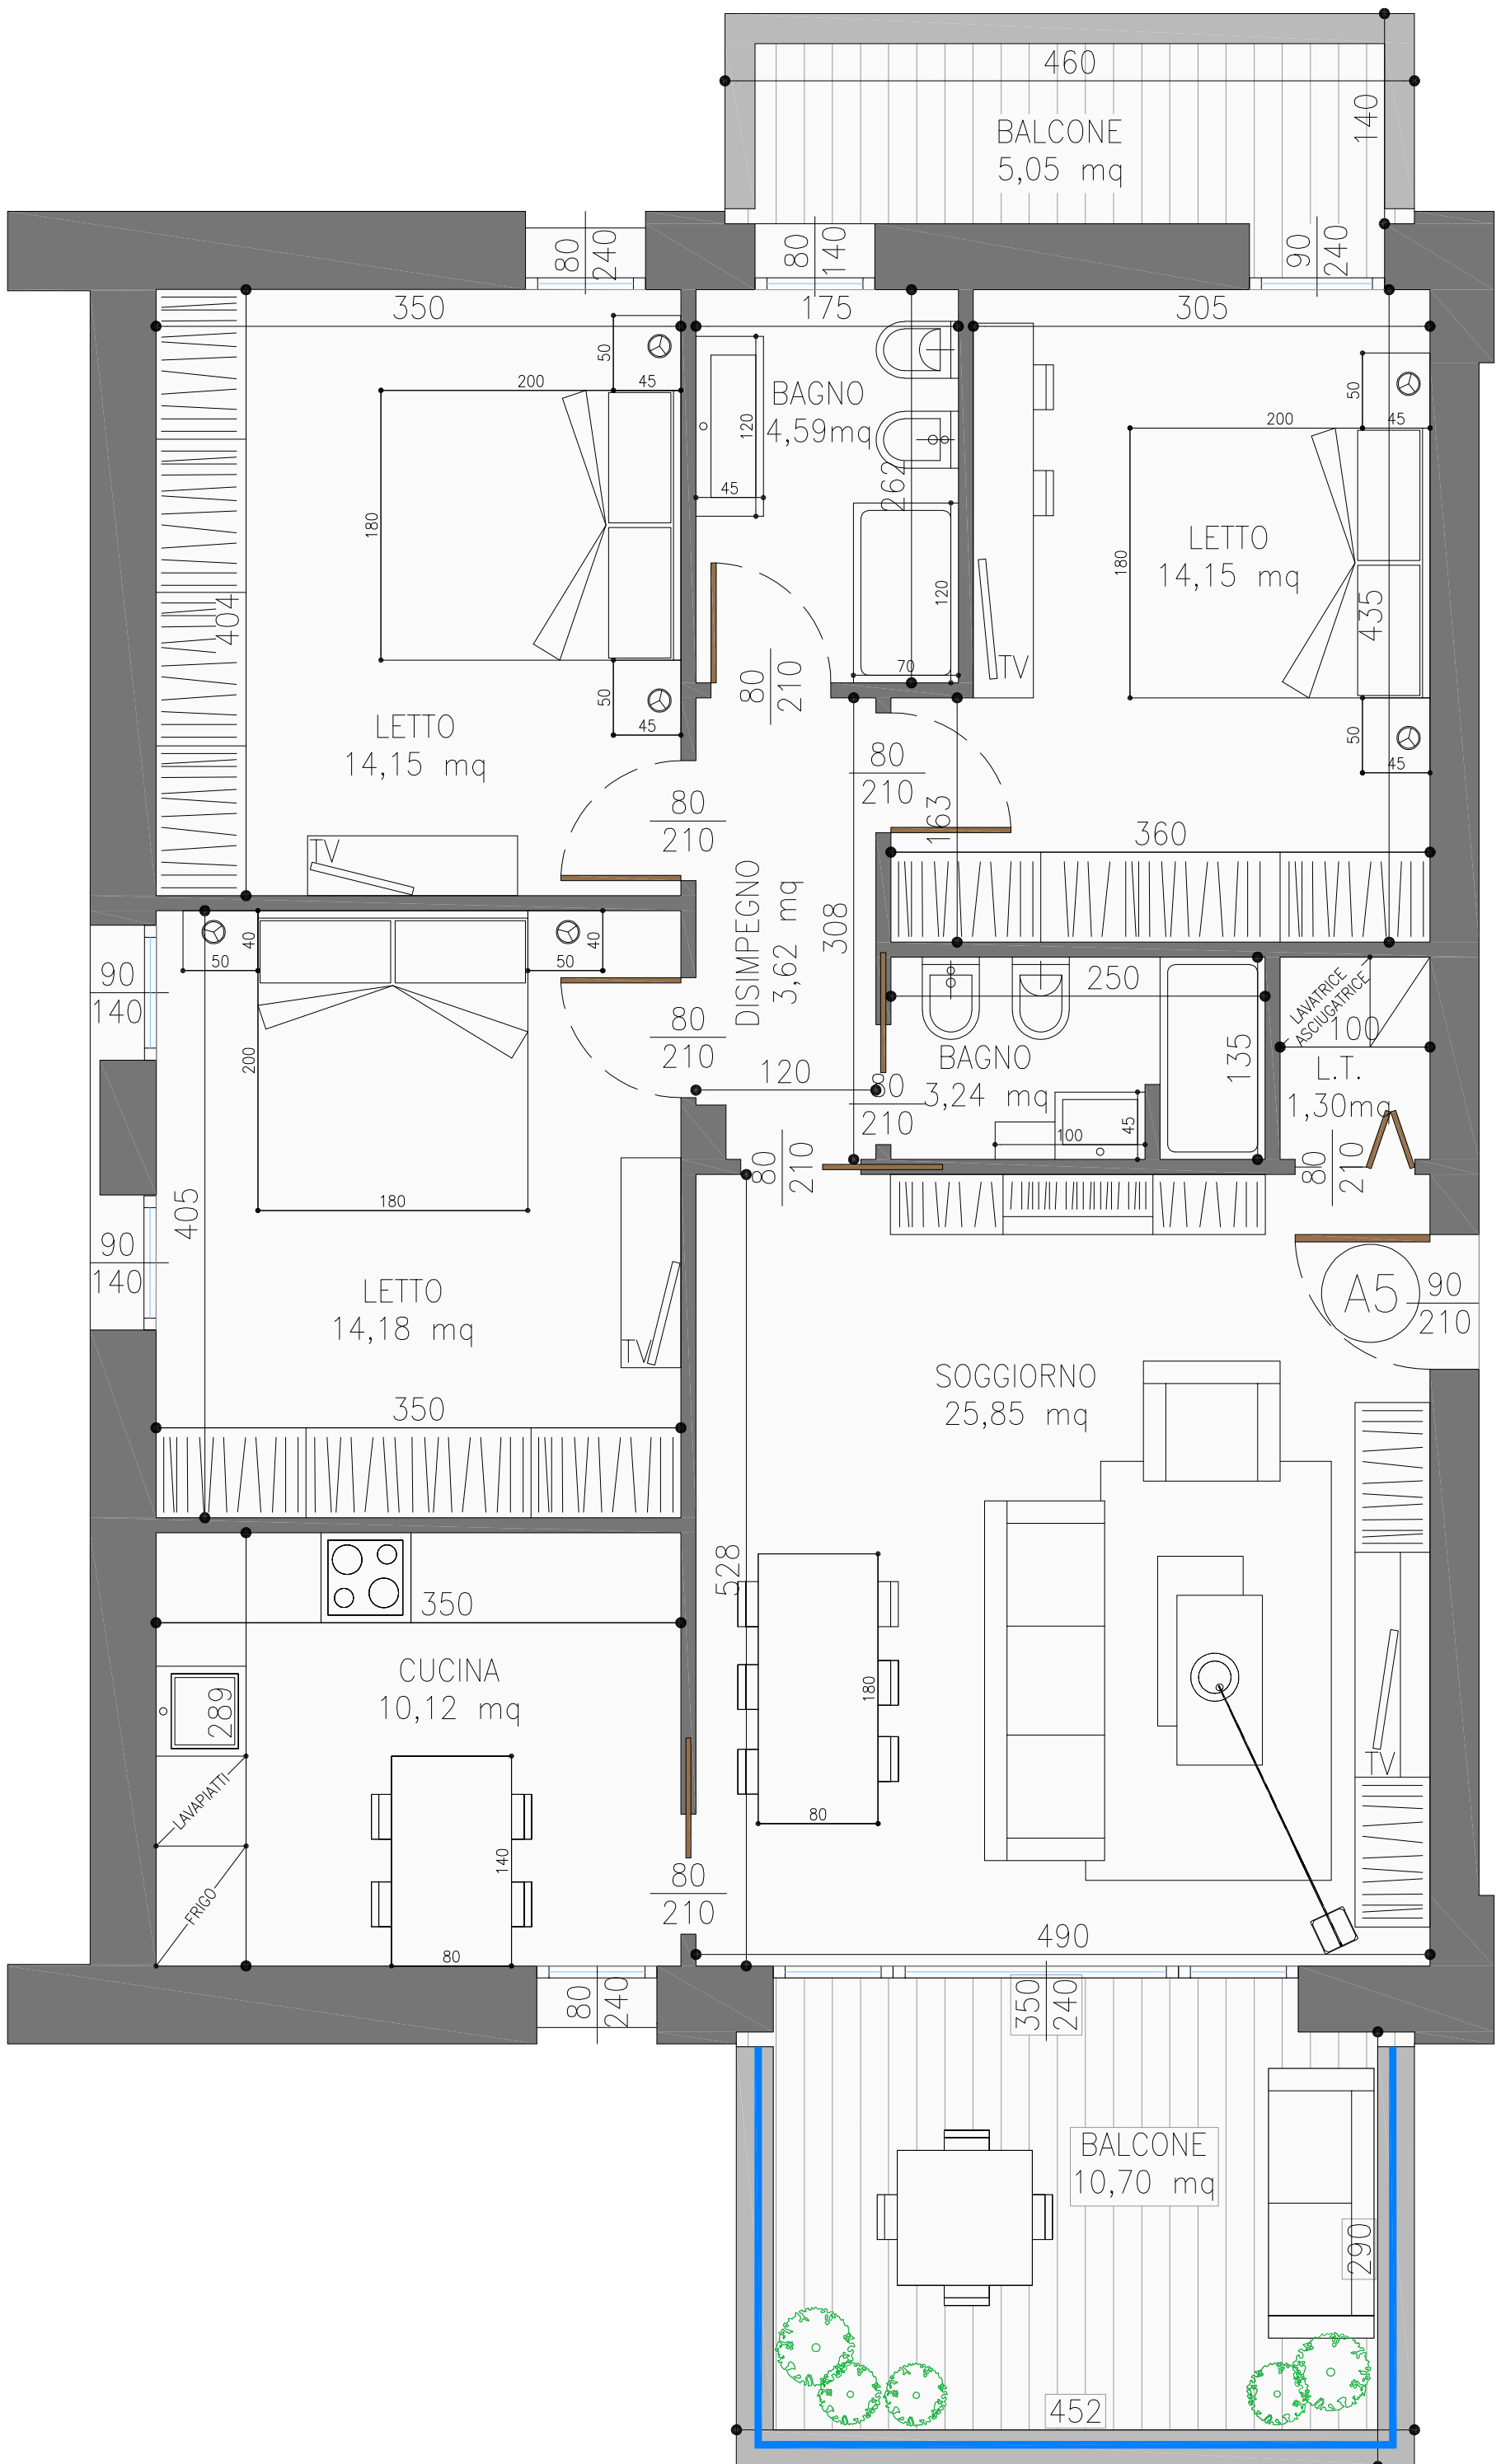 460
140
BALCONE
5,05 mq
80
240
80
140
90
240
350
175
305
50
45
200
180
50
45
404
LETTO
14,15 mq
TV
BAGNO
4,59mq
120
45
262
120
70
80
210
50
45
200
180
LETTO
14,15 mq
435
TV
50
45
80
210
80
210
163
360
DISIMPEGNO
3,62 mq
308
40
50
40
50
90
140
200
80
210
120
80
210
250
BAGNO
3,24 mq
135
100
45
LAVATRICE
ASCIUGATRICE
100
L.T.
1,30mq
80
210
80
210
405
180
90
140
LETTO
14,18 mq
TV
350
A5
90
210
SOGGIORNO
25,85 mq
528
180
80
TV
350
CUCINA
10,12 mq
289
LAVAPIATTI
FRIGO
140
80
80
210
490
80
240
350
240
BALCONE
10,70 mq
290
452